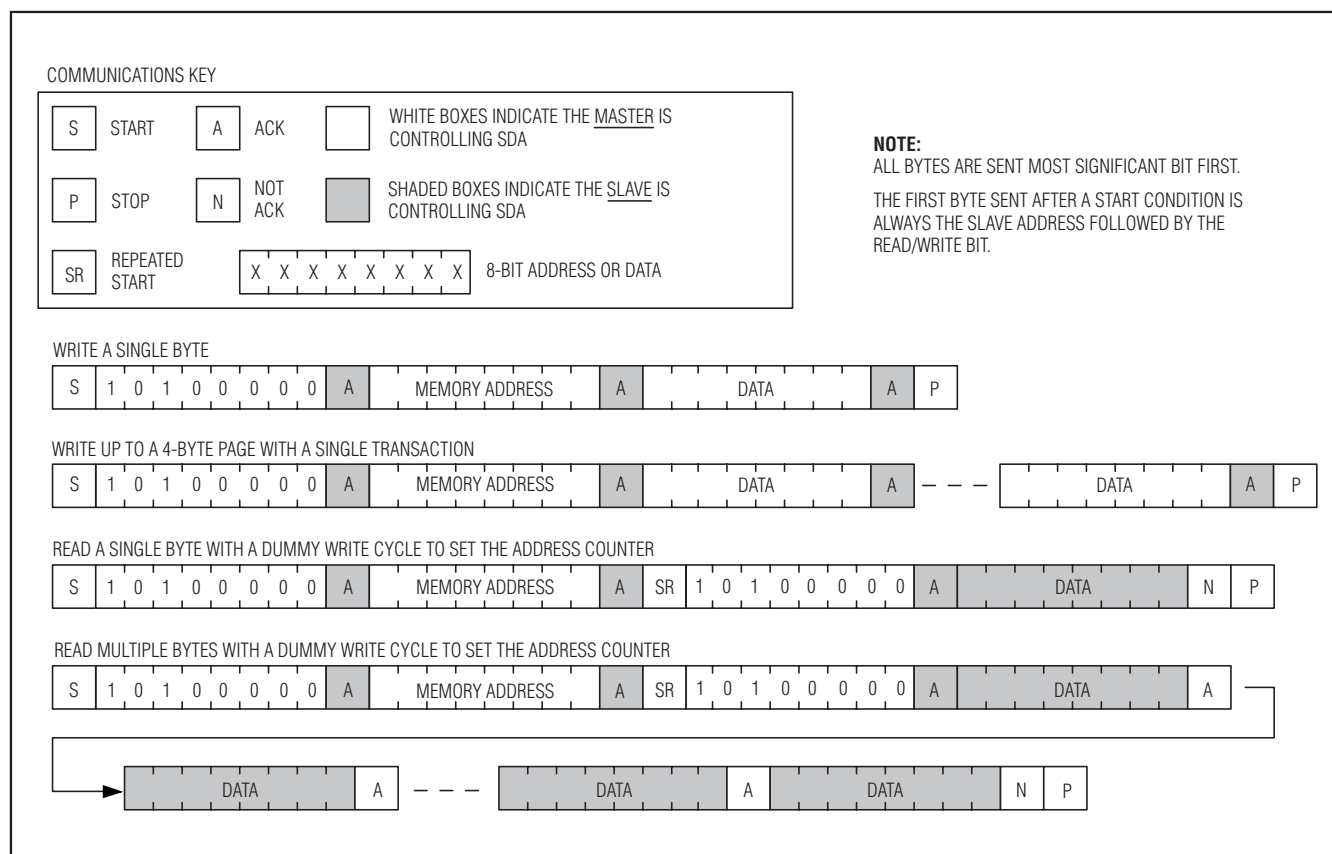 COMMUNICATIONS KEY
S START A ACK WHITE BOXES INDICATE THE MASTER IS
CONTROLLING SDA
P STOP N NOT
ACK SHADED BOXES INDICATE THE SLAVE IS
CONTROLLING SDA
SR REPEATED
START X X X X X X X X 8-BIT ADDRESS OR DATA
NOTE:
ALL BYTES ARE SENT MOST SIGNIFICANT BIT FIRST.
THE FIRST BYTE SENT AFTER A START CONDITION IS
ALWAYS THE SLAVE ADDRESS FOLLOWED BY THE
READ/WRITE BIT.
WRITE A SINGLE BYTE
S 1 0 1 0 0 0 0 0 A MEMORY ADDRESS A DATA A P
WRITE UP TO A 4-BYTE PAGE WITH A SINGLE TRANSACTION
S 1 0 1 0 0 0 0 0 A MEMORY ADDRESS A DATA A DATA A P
READ A SINGLE BYTE WITH A DUMMY WRITE CYCLE TO SET THE ADDRESS COUNTER
S 1 0 1 0 0 0 0 0 A MEMORY ADDRESS A SR 1 0 1 0 0 0 0 0 A DATA N P
READ MULTIPLE BYTES WITH A DUMMY WRITE CYCLE TO SET THE ADDRESS COUNTER
S 1 0 1 0 0 0 0 0 A MEMORY ADDRESS A SR 1 0 1 0 0 0 0 0 A DATA A
DATA A DATA A DATA N P